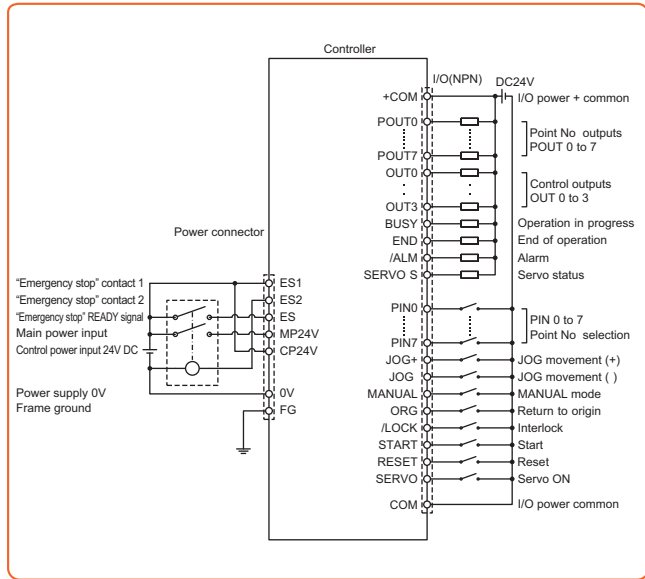 Controller
I/O(NPN)
DC24V
+COM
I/O power + common
POUT0
Point No outputs
POUT 0 to 7
POUT7
OUT0
Control outputs
OUT 0 to 3
OUT3
BUSY
Operation in progress
END
End of operation
/ALM
Alarm
SERVO S
Servo status
Power connector
"Emergency stop" contact 1
ES1
"Emergency stop" contact 2
ES2
"Emergency stop" READY signal
ES
Main power input
MP24V
Control power input 24V DC
CP24V
Power supply 0V
0V
Frame ground
FG
PIN0
PIN 0 to 7
Point No selection
PIN7
JOG+
JOG movement (+)
JOG
JOG movement ( )
MANUAL
MANUAL mode
ORG
Return to origin
/LOCK
Interlock
START
Start
RESET
Reset
SERVO
Servo ON
COM
I/O power common